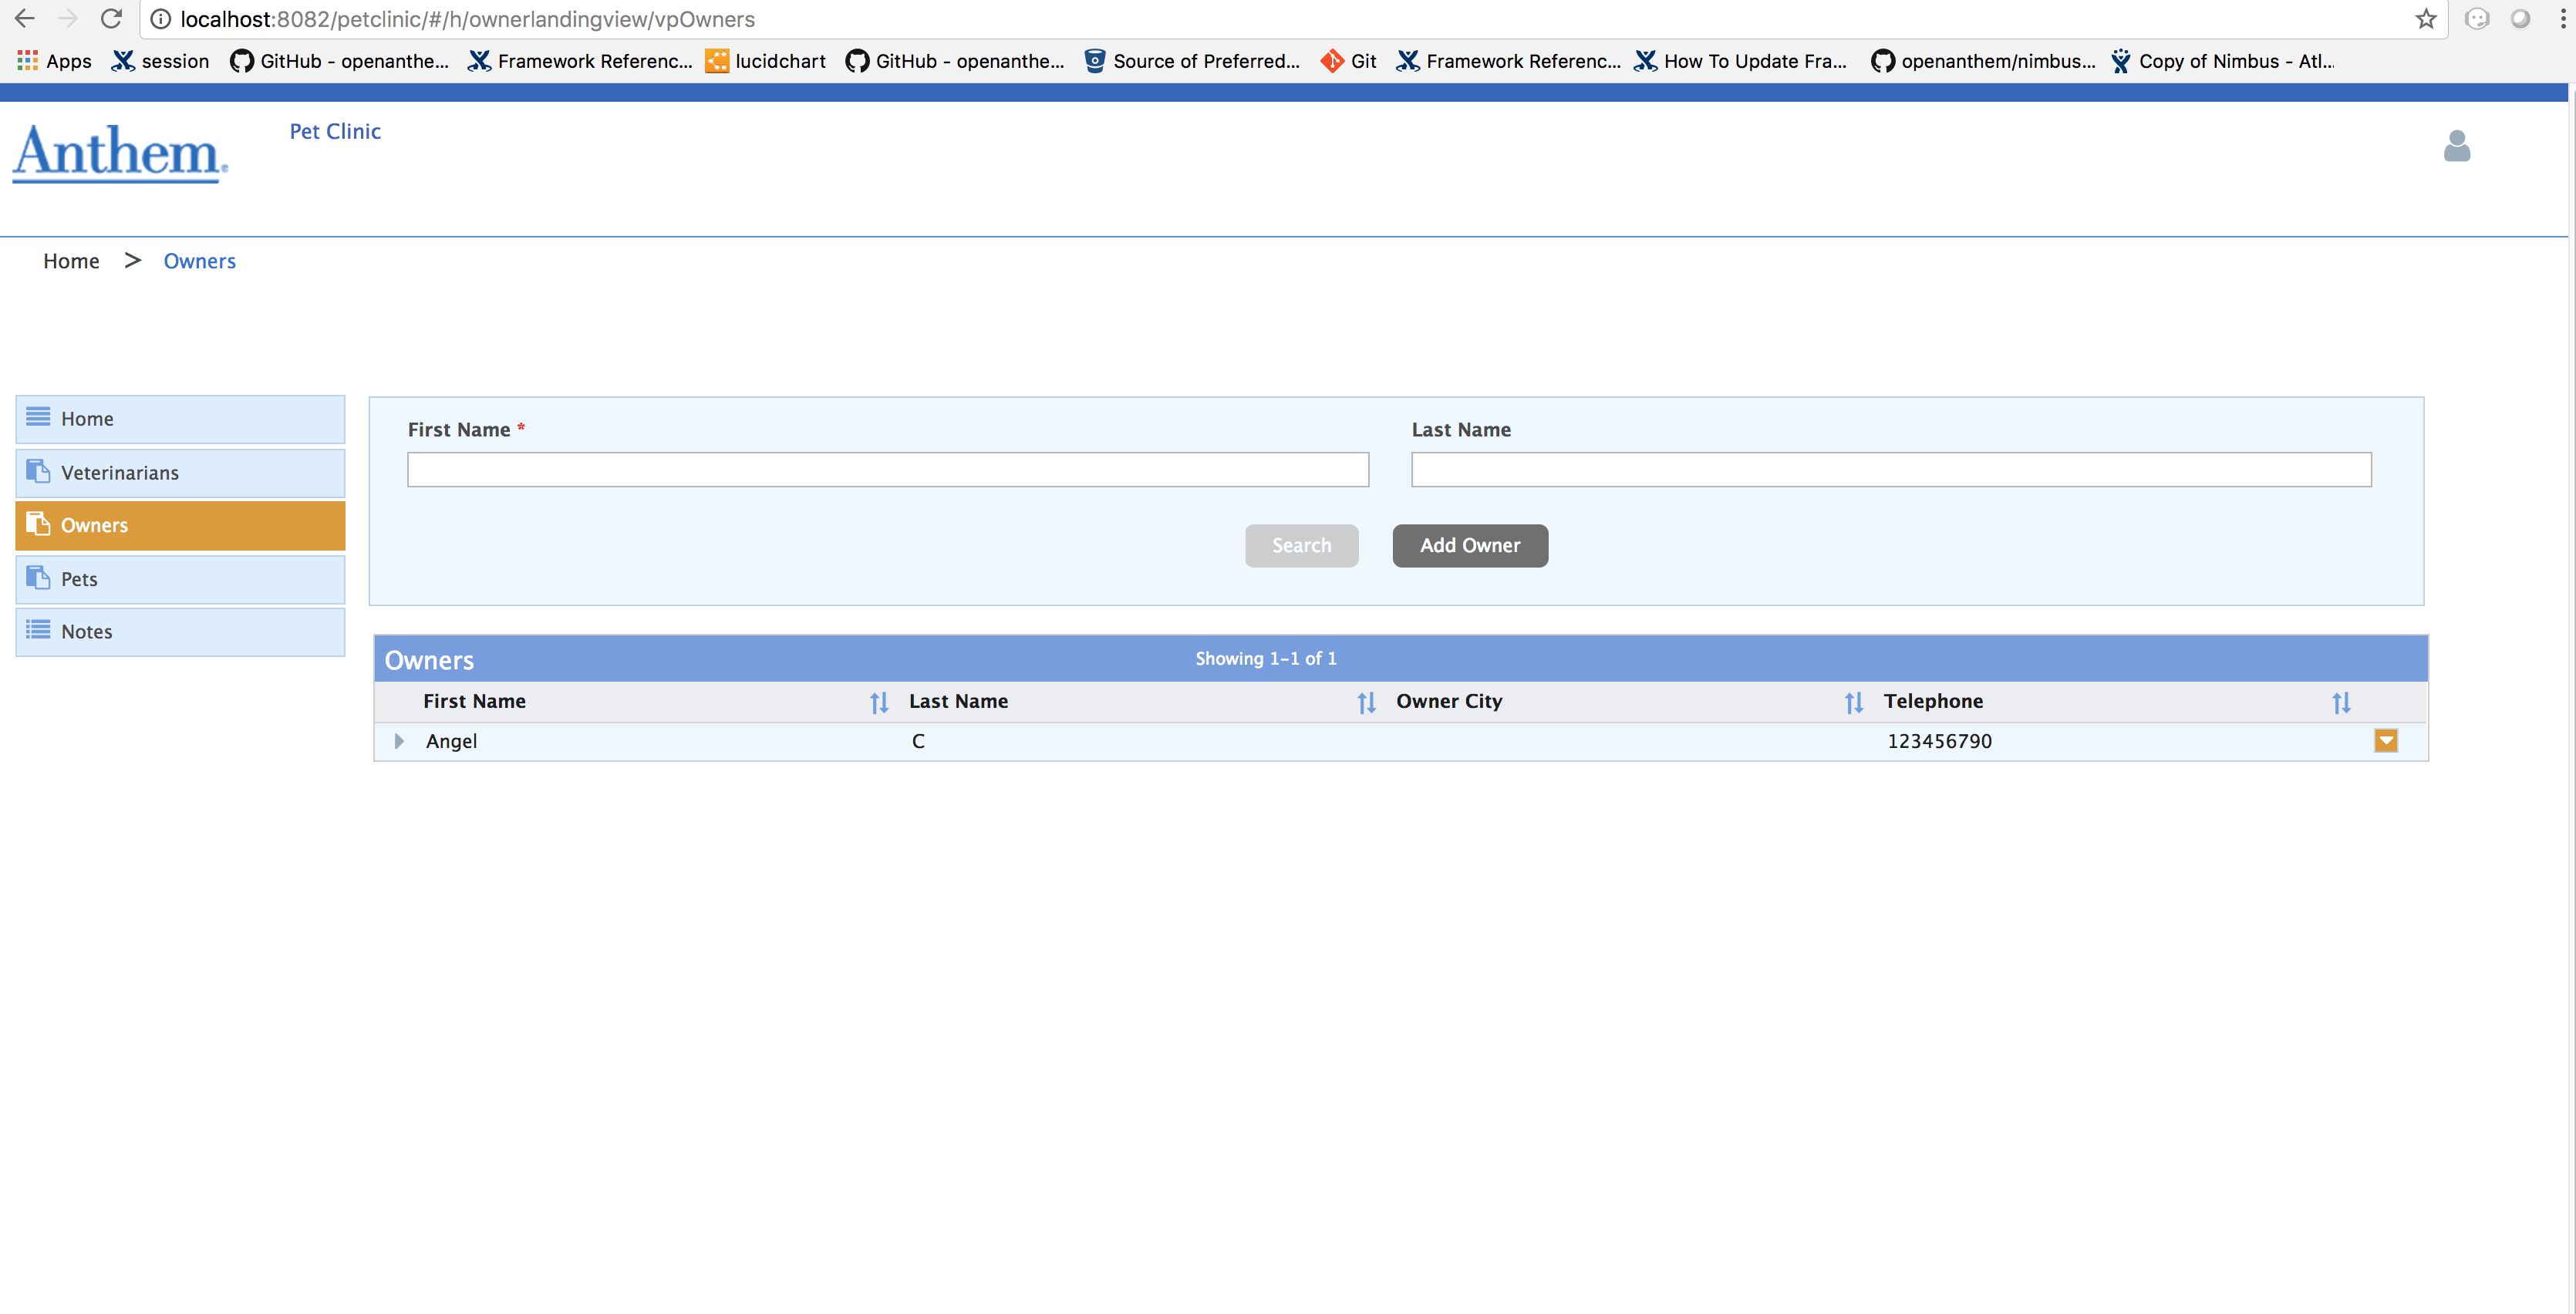 localhost:8082/petclinic/#/h/ownerlandingview/vpOwners
Apps session GitHub - openanthe... Framework Referenc... lucidchart GitHub - openanthe... Source of Preferred... Git Framework Referenc... How To Update Fra... openanthem/nimbus... Copy of Nimbus - Atl...
Anthem®
Pet Clinic
Home > Owners
Home
Veterinarians
Owners
Pets
Notes
First Name * Last Name
Search Add Owner
Owners Showing 1-1 of 1
First Name Last Name Owner City Telephone
Angel C 123456790